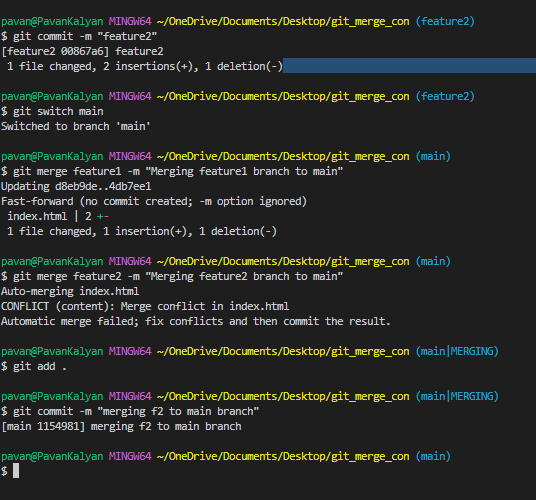 pavan@PavanKalyan MINGW64 ~/OneDrive/Documents/Desktop/git_merge_con (feature2)
$ git commit -m "feature2"
[feature2 00867a6] feature2
 1 file changed, 2 insertions(+), 1 deletion(-)
pavan@PavanKalyan MINGW64 ~/OneDrive/Documents/Desktop/git_merge_con (feature2)
$ git switch main
Switched to branch 'main'
pavan@PavanKalyan MINGW64 ~/OneDrive/Documents/Desktop/git_merge_con (main)
$ git merge feature1 -m "Merging feature1 branch to main"
Updating d8eb9de..4db7ee1
Fast-forward (no commit created; -m option ignored)
 index.html | 2 +-
 1 file changed, 1 insertion(+), 1 deletion(-)
pavan@PavanKalyan MINGW64 ~/OneDrive/Documents/Desktop/git_merge_con (main)
$ git merge feature2 -m "Merging feature2 branch to main"
Auto-merging index.html
CONFLICT (content): Merge conflict in index.html
Automatic merge failed; fix conflicts and then commit the result.
pavan@PavanKalyan MINGW64 ~/OneDrive/Documents/Desktop/git_merge_con (main|MERGING)
$ git add .
pavan@PavanKalyan MINGW64 ~/OneDrive/Documents/Desktop/git_merge_con (main|MERGING)
$ git commit -m "merging f2 to main branch"
[main 1154981] merging f2 to main branch
pavan@PavanKalyan MINGW64 ~/OneDrive/Documents/Desktop/git_merge_con (main)
$